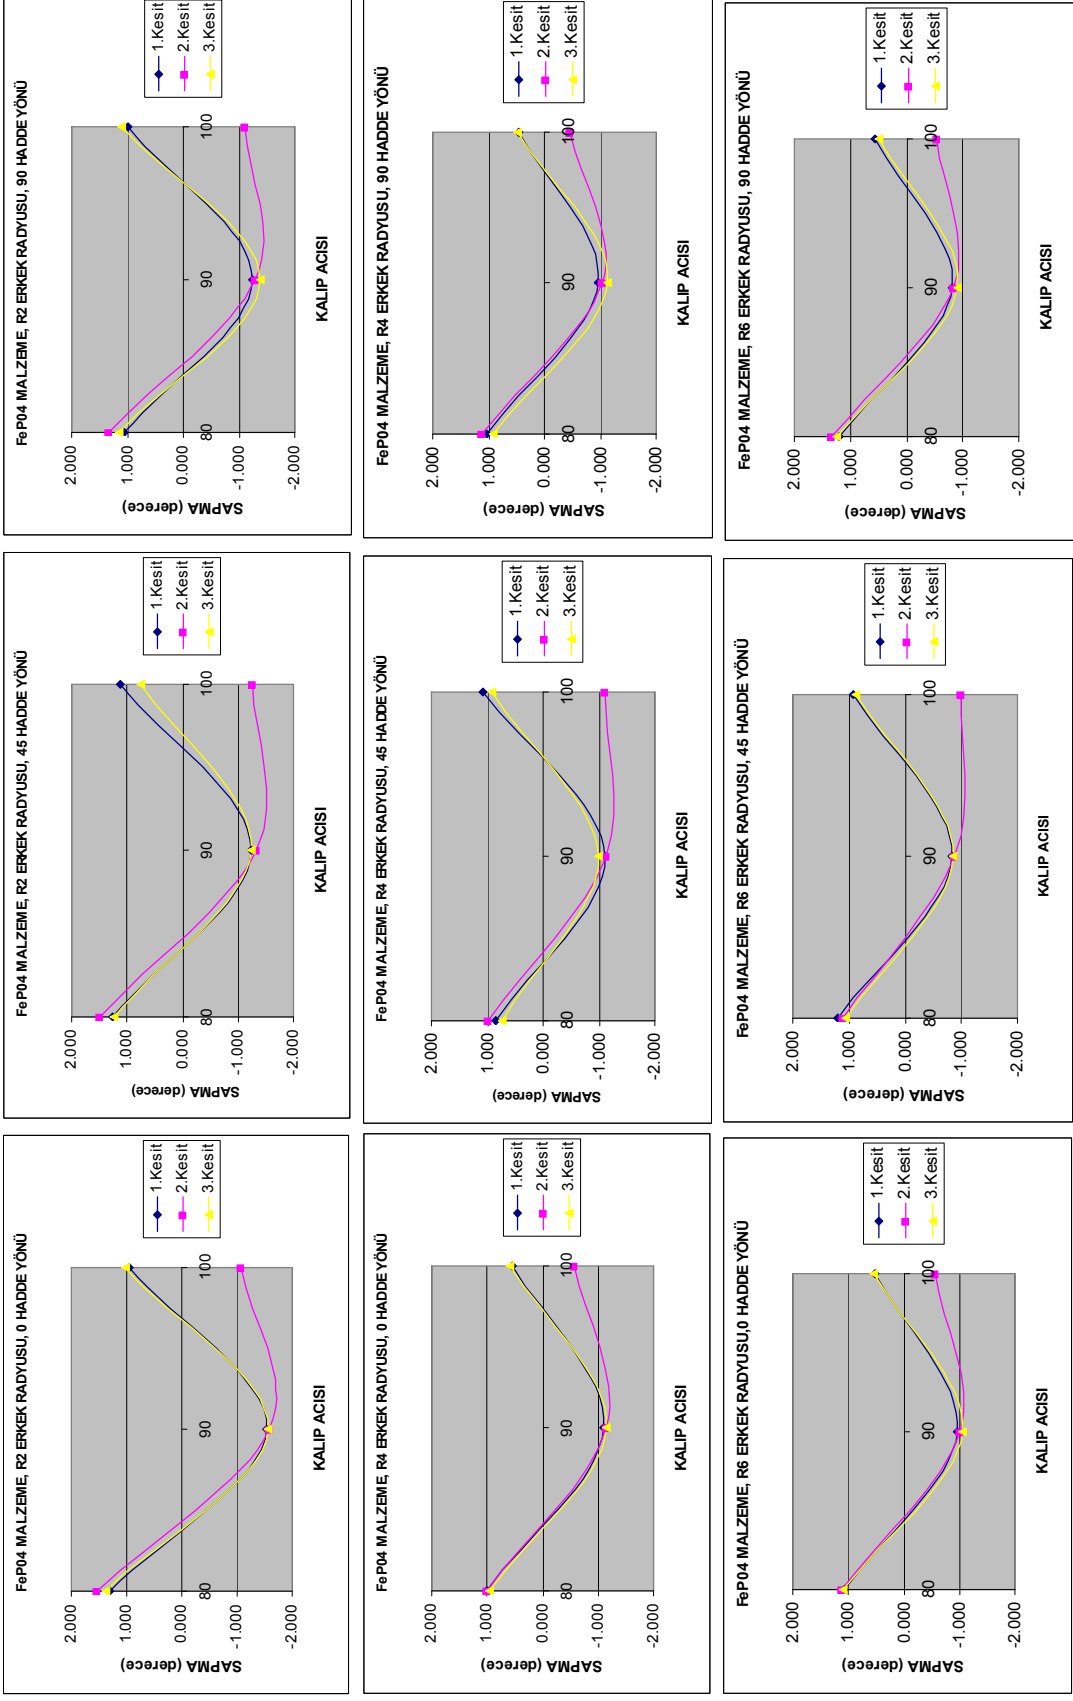 FeP04 MALZEME, R2 ERKEK RADYUSU, 0 HADDE YÖNÜ
2.000
1.000
0.000
-1.000
-2.000
80
90
100
SAPMA (derece)
KALIP ACISI
1.Kesit
2.Kesit
3.Kesit
FeP04 MALZEME, R2 ERKEK RADYUSU, 45 HADDE YÖNÜ
2.000
1.000
0.000
-1.000
-2.000
80
90
100
SAPMA (derece)
KALIP ACISI
1.Kesit
2.Kesit
3.Kesit
FeP04 MALZEME, R2 ERKEK RADYUSU, 90 HADDE YÖNÜ
2.000
1.000
0.000
-1.000
-2.000
80
90
100
SAPMA (derece)
KALIP ACISI
1.Kesit
2.Kesit
3.Kesit
FeP04 MALZEME, R4 ERKEK RADYUSU, 0 HADDE YÖNÜ
2.000
1.000
0.000
-1.000
-2.000
80
90
100
SAPMA (derece)
KALIP ACISI
1.Kesit
2.Kesit
3.Kesit
FeP04 MALZEME, R4 ERKEK RADYUSU, 45 HADDE YÖNÜ
2.000
1.000
0.000
-1.000
-2.000
80
90
100
SAPMA (derece)
KALIP ACISI
1.Kesit
2.Kesit
3.Kesit
FeP04 MALZEME, R4 ERKEK RADYUSU, 90 HADDE YÖNÜ
2.000
1.000
0.000
-1.000
-2.000
80
90
100
SAPMA (derece)
KALIP ACISI
1.Kesit
2.Kesit
3.Kesit
FeP04 MALZEME, R6 ERKEK RADYUSU,0 HADDE YÖNÜ
2.000
1.000
0.000
-1.000
-2.000
80
90
100
SAPMA (derece)
KALIP ACISI
1.Kesit
2.Kesit
3.Kesit
FeP04 MALZEME, R6 ERKEK RADYUSU, 45 HADDE YÖNÜ
2.000
1.000
0.000
-1.000
-2.000
80
90
100
SAPMA (derece)
KALIP ACISI
1.Kesit
2.Kesit
3.Kesit
FeP04 MALZEME, R6 ERKEK RADYUSU, 90 HADDE YÖNÜ
2.000
1.000
0.000
-1.000
-2.000
80
90
100
SAPMA (derece)
KALIP ACISI
1.Kesit
2.Kesit
3.Kesit